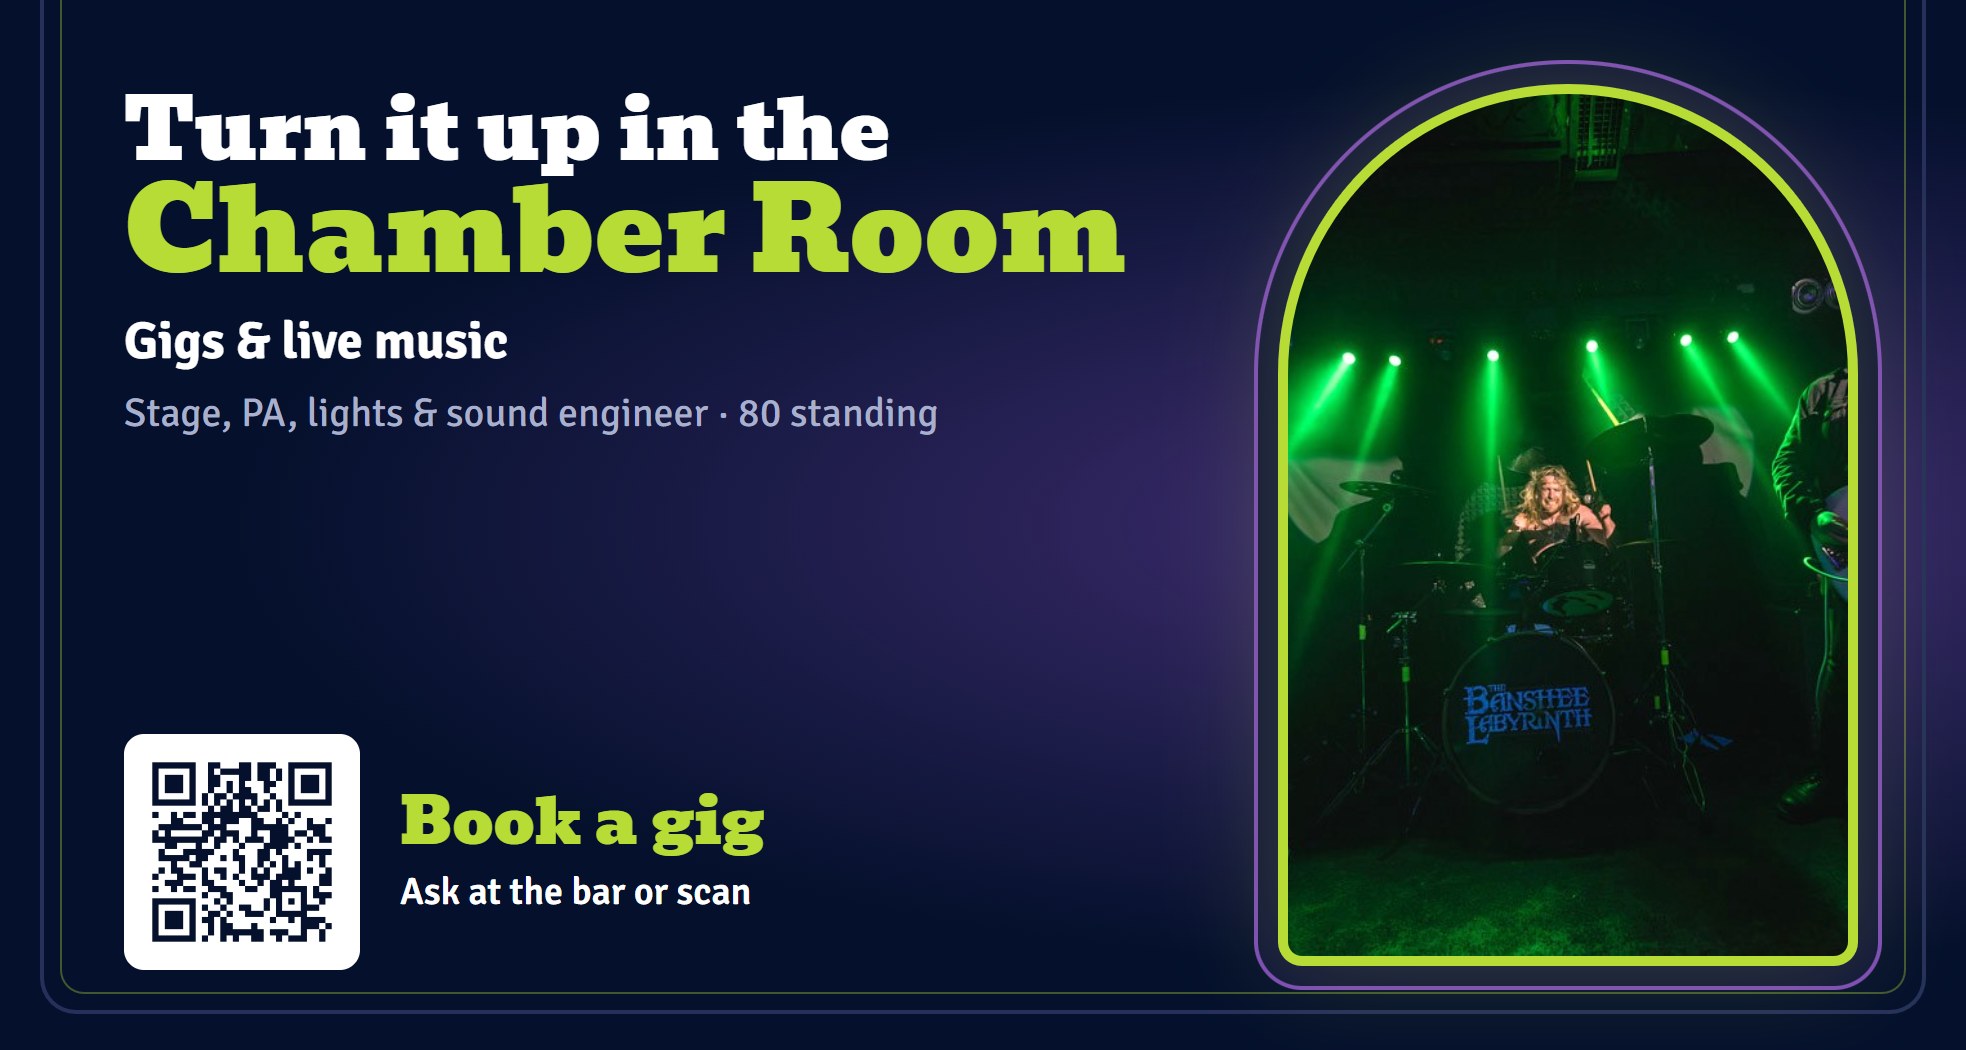 Turn it up in the
Chamber Room
Gigs & live music
Stage, PA, lights & sound engineer · 80 standing
Book a gig
Ask at the bar or scan
THE
BANSHEE
LABYRINTH